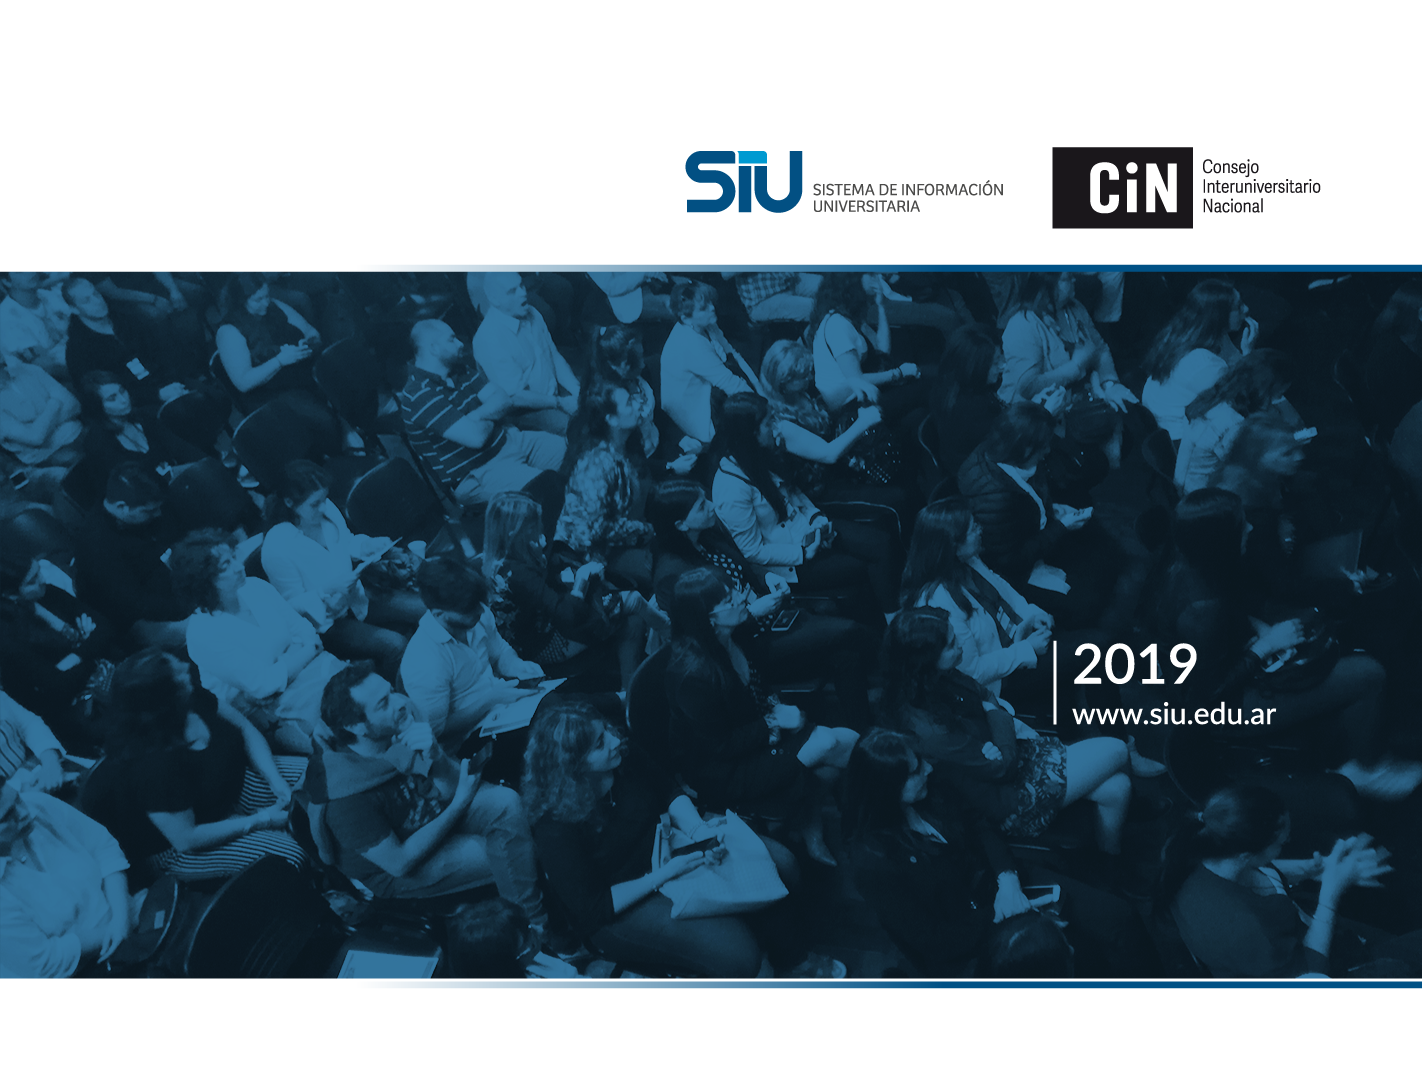 SIU
SISTEMA DE INFORMACIÓN
UNIVERSITARIA
CiN
Consejo
Interuniversitario
Nacional
2019
www.siu.edu.ar